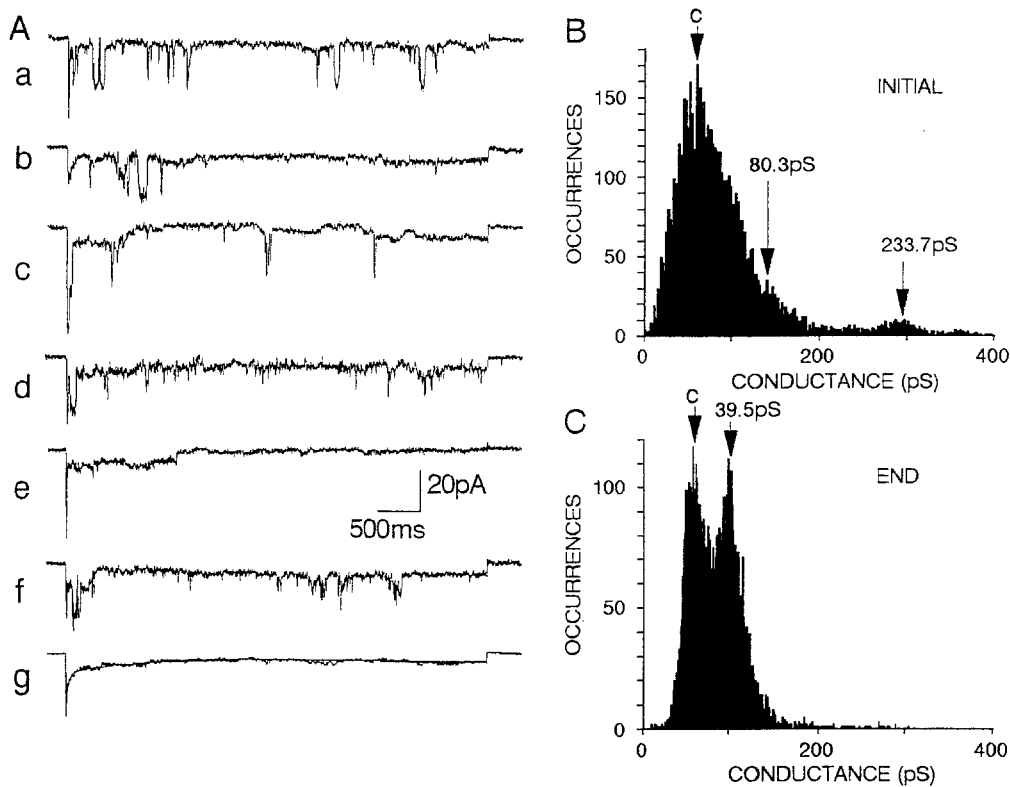 A
a
b
c
d
e
20pA
500ms
f
g
B
C
INITIAL
80.3pS
233.7pS
OCCURRENCES
150
100
50
0
0
200
400
CONDUCTANCE (pS)
C
C
39.5pS
END
OCCURRENCES
100
50
0
0
200
400
CONDUCTANCE (pS)